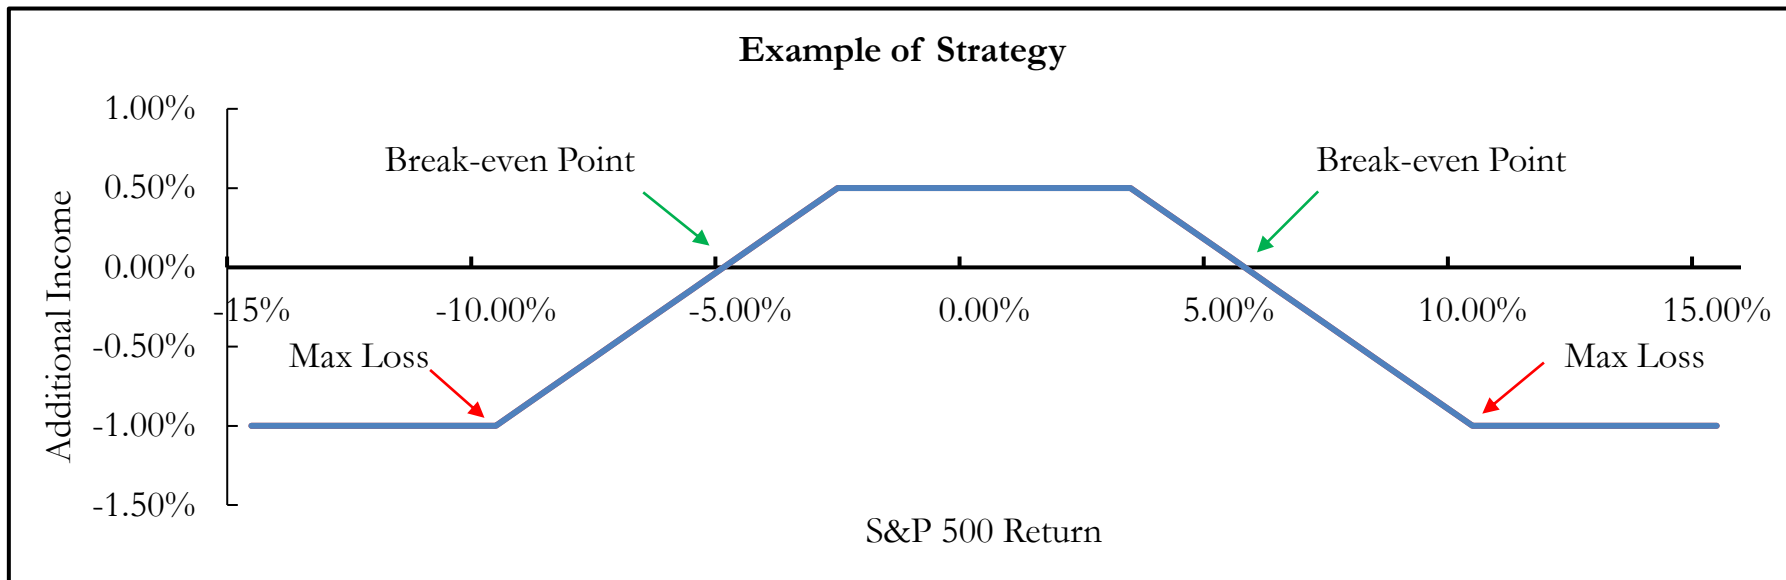 Example of Strategy
1.00%
Break-even Point
Break-even Point
0.50%
0.00%
-15%
-10.00%
-5.00%
0.00%
5.00%
10.00%
15.00%
-0.50%
Max Loss
Max Loss
-1.00%
-1.50%
Additional Income
S&P 500 Return